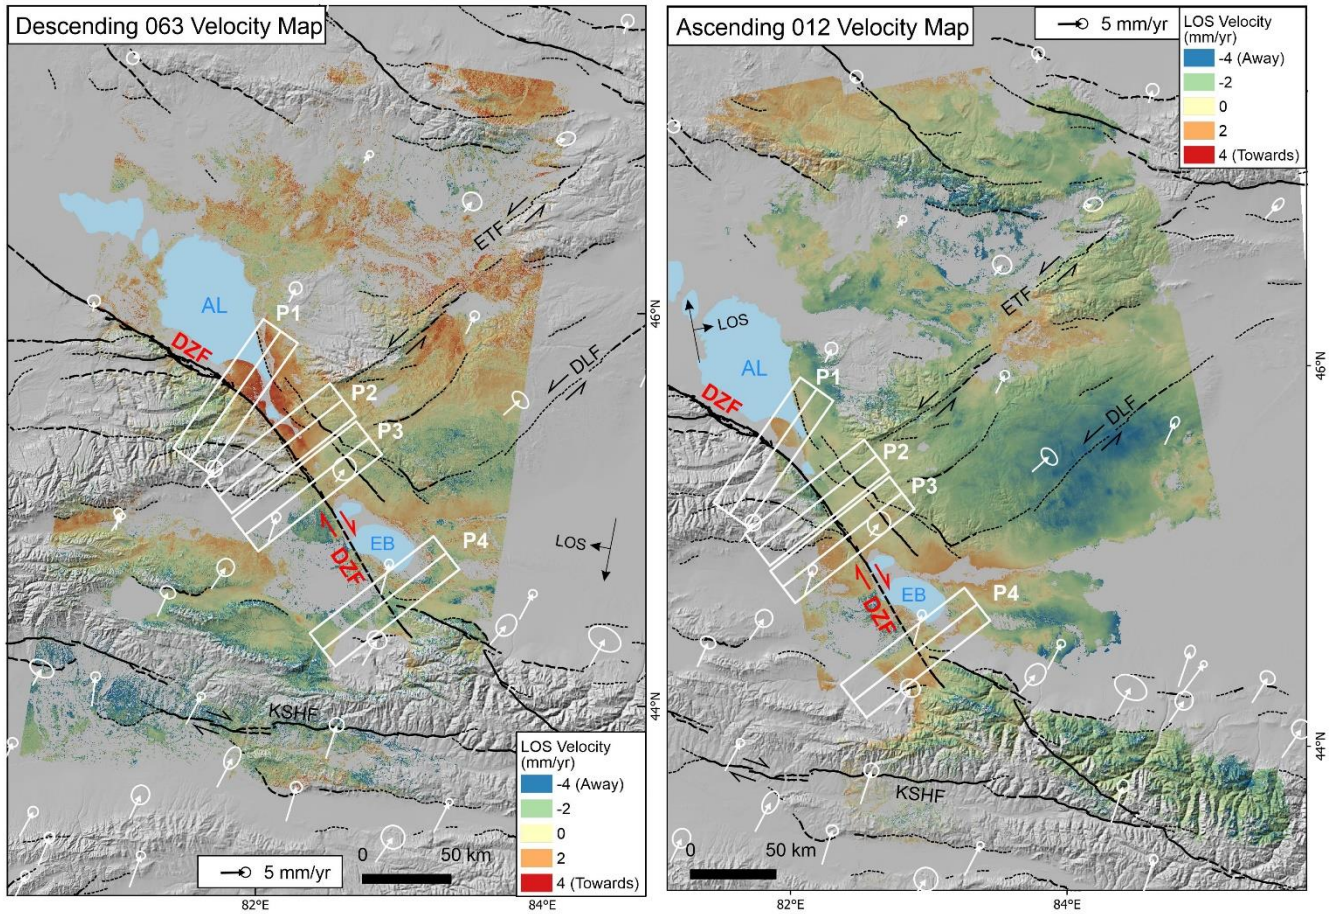 Descending 063 Velocity Map
ETF
AL
P1
DZF
P2
DLF
P3
LOS
EB
P4
DZF
KSHF
LOS Velocity
(mm/yr)
-4 (Away)
-2
0
2
4 (Towards)
5 mm/yr
0
50 km
82°E
84°E
46°N
44°N
Ascending 012 Velocity Map
5 mm/yr
LOS Velocity
(mm/yr)
-4 (Away)
-2
0
2
4 (Towards)
ETF
LOS
AL
P1
DZF
DLF
P2
P3
EB
P4
DZF
KSHF
0
50 km
82°E
84°E
46°N
44°N